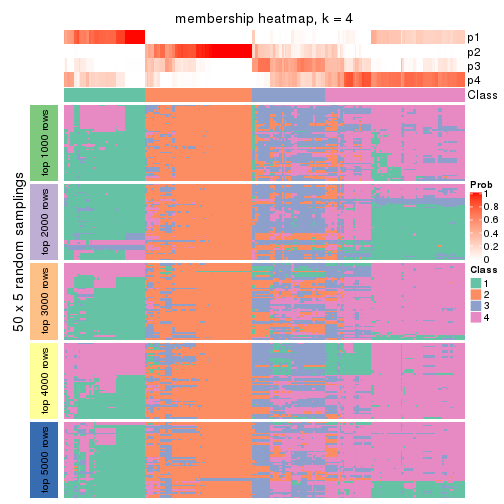 membership heatmap, k = 4
p1
p2
p3
p4
Class
50 x 5 random samplings
top 1000 rows
top 2000 rows
top 3000 rows
top 4000 rows
top 5000 rows
Prob
1
0.8
0.6
0.4
0.2
0
Class
1
2
3
4